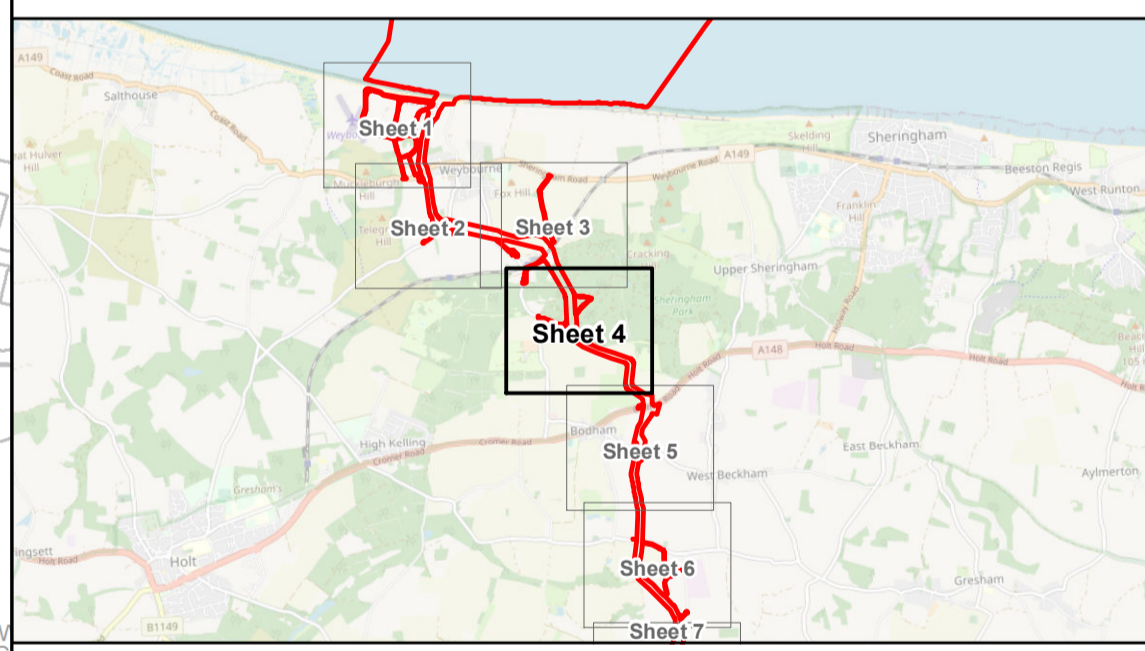 A149
Coast Road
Salthouse
Coast Road
Sheet 1
Skelding
Hill
Sheringham
A149
Weybourne Road
Beeston Regis
Muckleburgh
Hill
Weybourne
Sheringham Road
Fox Hill
West Runton
Franklin
Hill
Sheet 2
Sheet 3
Hill
Cracking
Upper Sheringham
Sheringham
Park
Holway Road
Sheet 4
Holt Road
A148
Holt Road
Holt Road
Bodham
High Kelling
Cromer Road
Cromer Road
Sheet 5
East Beckham
West Beckham
Aylmerton
Gresham's
Holt Road
Holt
Sheet 6
Gresham
B1149
Sheet 7